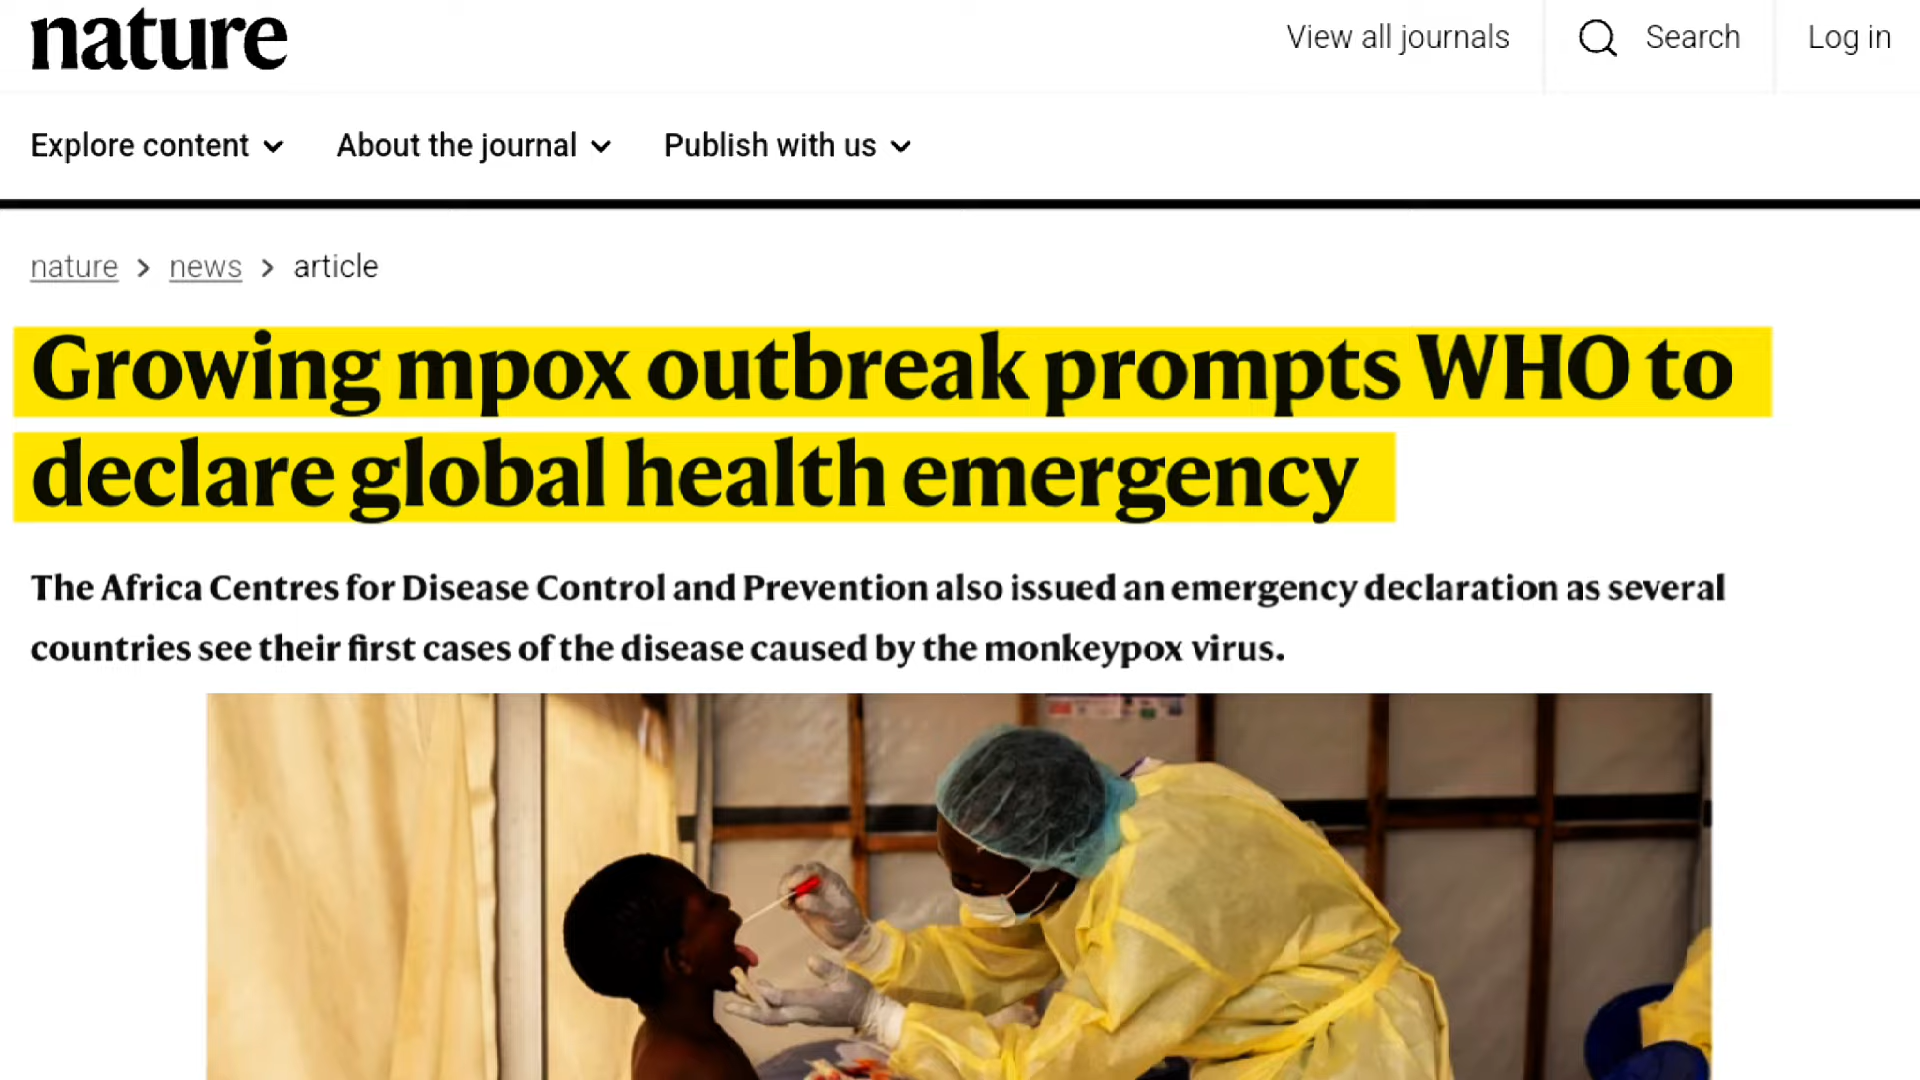 nature
View all journals
Search
Log in
Explore content
About the journal
Publish with us
nature > news > article
Growing mpox outbreak prompts WHO to
declare global health emergency
The Africa Centres for Disease Control and Prevention also issued an emergency declaration as several
countries see their first cases of the disease caused by the monkeypox virus.